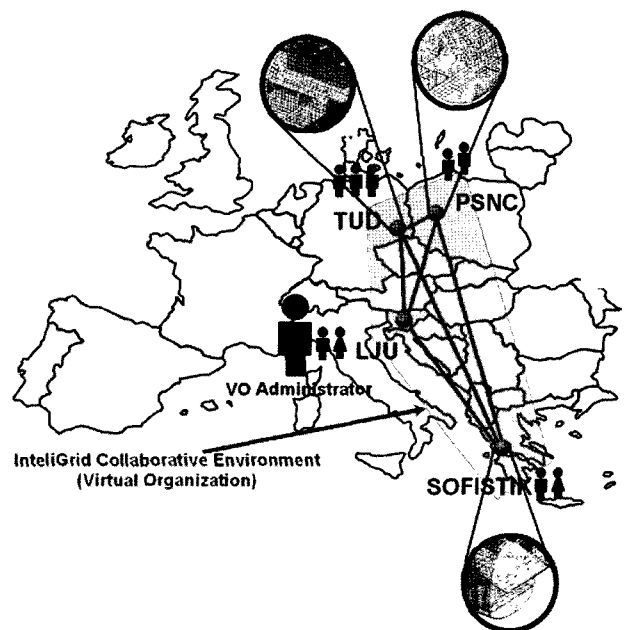 PSNC
TUD
LJU
VO Administrator
InteliGrid Collaborative Environment
(Virtual Organization)
SOFISTIK